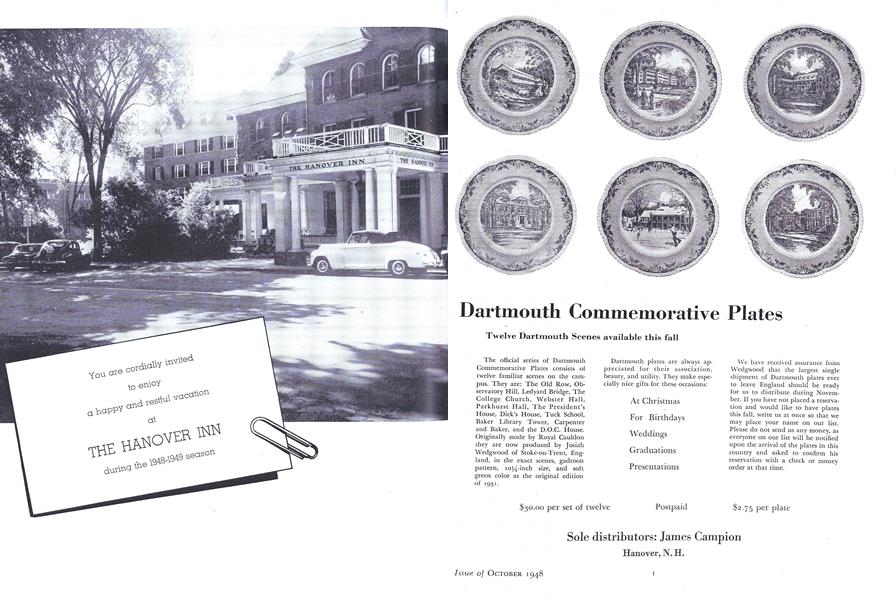 THE HANOVER INN
THE HANOVER INN
You are cordially invited
to enjoy
a happy and restful vacation
at
THE HANOVER INN
during the 1948-1949 season
Dartmouth Commemorative Plates
Twelve Dartmouth Scenes available this fall
The official series of Dartmouth
Commemorative Plates consists of
twelve familiar scenes on the cam-
pus. They are: The Old Row, Ob-
servatory Hill, Ledyard Bridge, The
College Church, Webster Hall,
Parkhurst Hall, The President's
House, Dick's House, Tuck School,
Baker Library Tower, Carpenter
and Baker, and the D.O.C. House.
Originally made by Royal Cauldon
they are now produced by Josiah
Wedgwood of Stoke-on-Trent, Eng-
land, in the exact scenes, gadroon
pattern, 10¼-inch size, and soft
green color as the original edition
of 1931.
Dartmouth plates are always ap-
preciated for their association,
beauty, and utility. They make espe-
cially nice gifts for these occasions:
At Christmas
For Birthdays
Weddings
Graduations
Presentations
We have received assurance from
Wedgwood that the largest single
shipment of Dartmouth plates ever
to leave England should be ready
for us to distribute during Novem-
ber. If you have not placed a reserva-
tion and would like to have plates
this fall, write us at once so that we
may place your name on our list.
Please do not send us any money, as
everyone on our list will be notified
upon the arrival of the plates in this
country and asked to confirm his
reservation with a check or money
order at that time.
$30.00 per set of twelve Postpaid $2.75 per plate
Sole distributors: James Campion
Hanover, N. H.
Issue of OCTOBER 1948 1